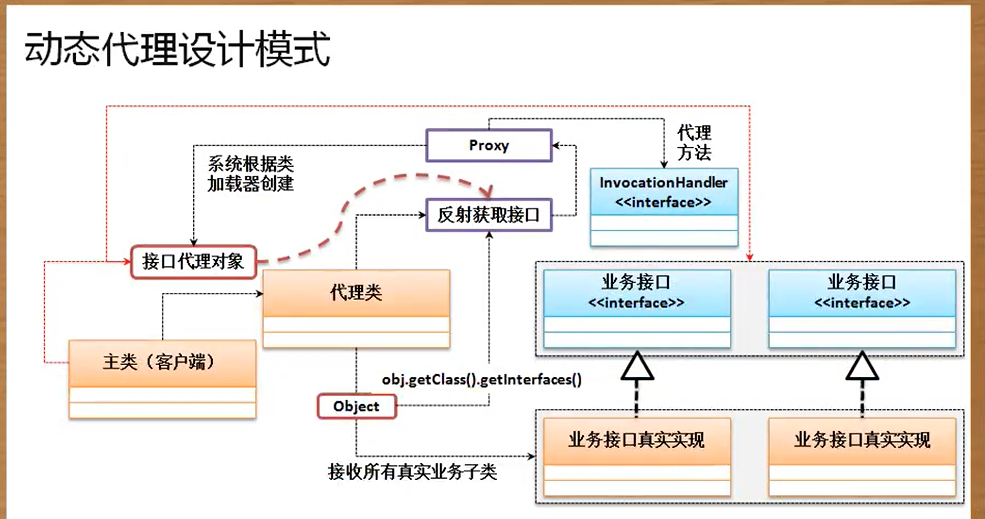 动态代理设计模式
Proxy
代理
方法
系统根据类
加载器创建
InvocationHandler
<<interface>>
反射获取接口
接口代理对象
代理类
业务接口
<<interface>>
业务接口
<<interface>>
主类（客户端）
obj.getClass().getInterfaces()
Object
业务接口真实实现
业务接口真实实现
接收所有真实业务子类